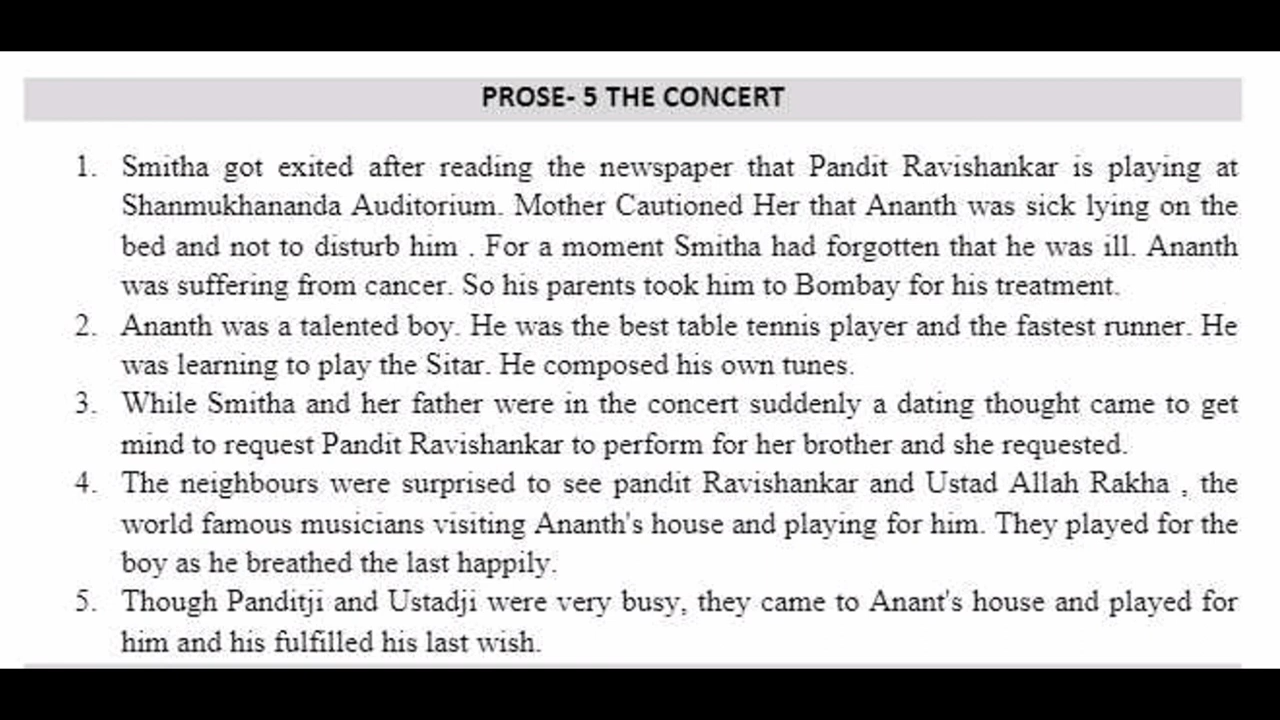 PROSE- 5 THE CONCERT
1. Smitha got exited after reading the newspaper that Pandit Ravishankar is playing at
Shanmukhananda Auditorium. Mother Cautioned Her that Ananth was sick lying on the
bed and not to disturb him . For a moment Smitha had forgotten that he was ill. Ananth
was suffering from cancer. So his parents took him to Bombay for his treatment.
2. Ananth was a talented boy. He was the best table tennis player and the fastest runner. He
was learning to play the Sitar. He composed his own tunes.
3. While Smitha and her father were in the concert suddenly a dating thought came to get
mind to request Pandit Ravishankar to perform for her brother and she requested.
4. The neighbours were surprised to see pandit Ravishankar and Ustad Allah Rakha , the
world famous musicians visiting Ananth's house and playing for him. They played for the
boy as he breathed the last happily.
5. Though Panditji and Ustadji were very busy, they came to Anant's house and played for
him and his fulfilled his last wish.